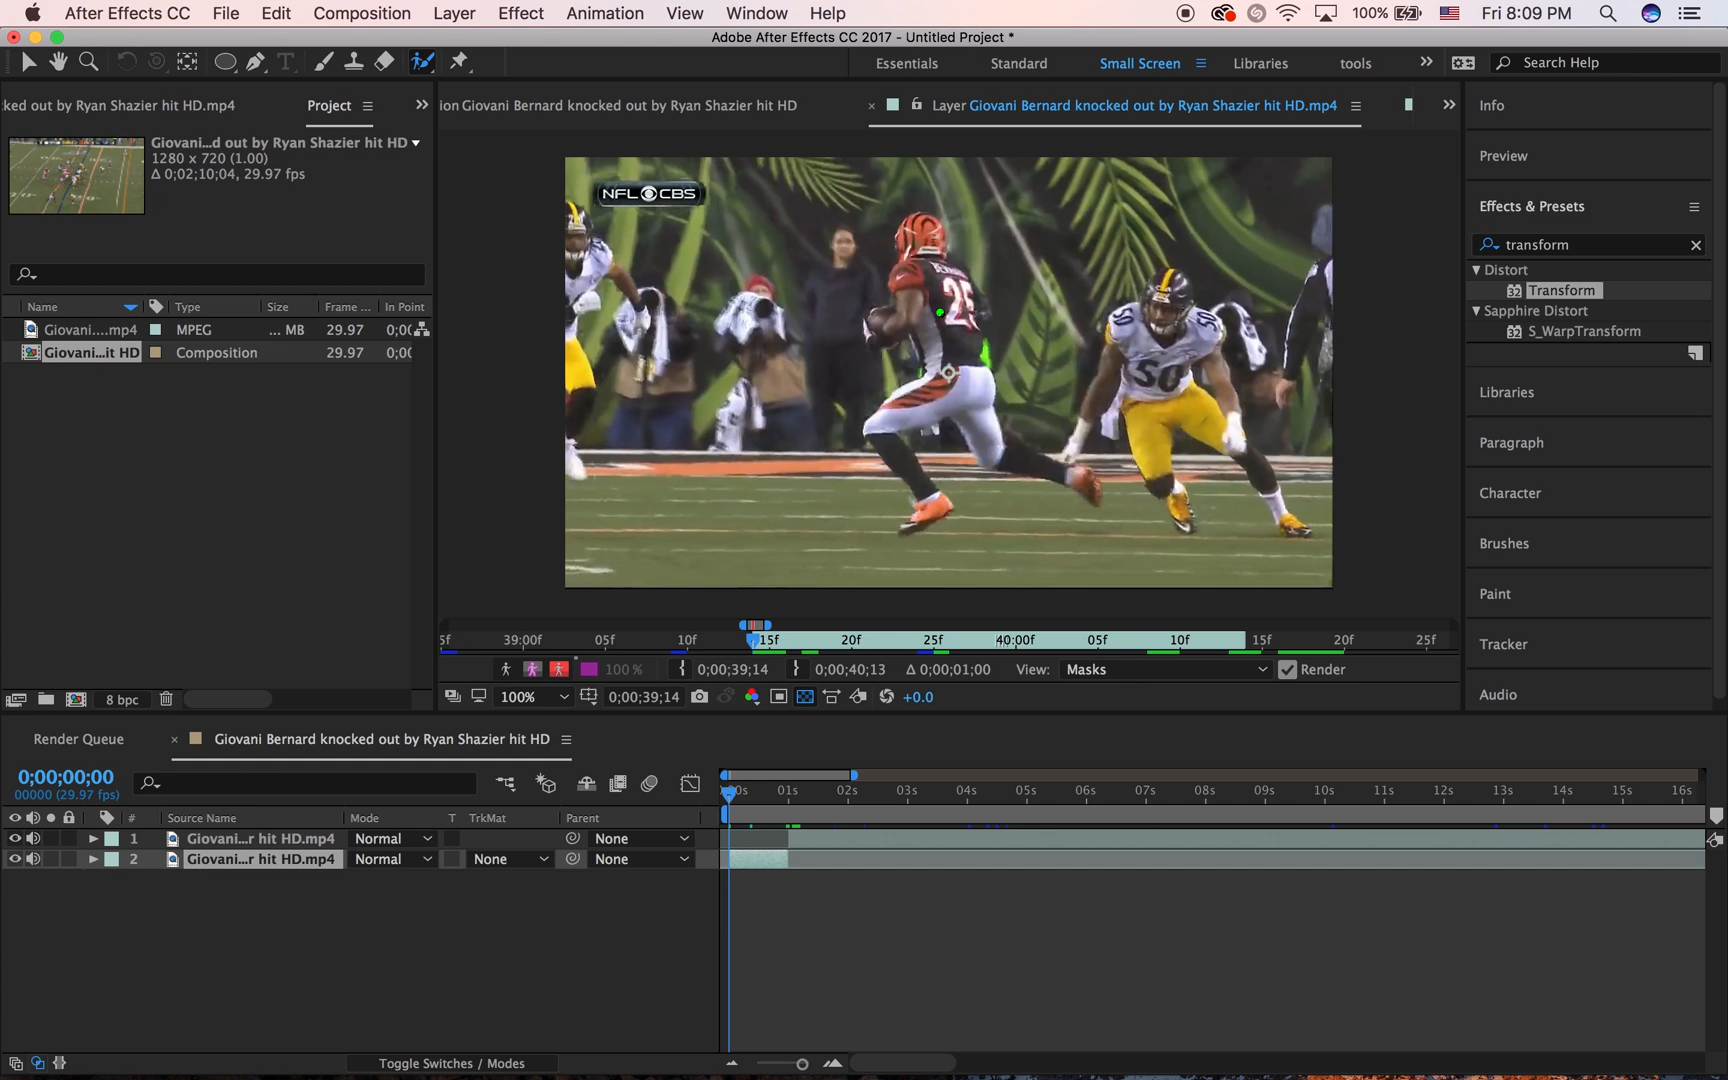 After Effects CC File Edit Composition Layer Effect Animation View Window Help 100% Fri 8:09 PM
Adobe After Effects CC 2017 - Untitled Project *
Essentials Standard Small Screen Libraries tools Search Help
ked out by Ryan Shazier hit HD.mp4 Project
ion Giovani Bernard knocked out by Ryan Shazier hit HD Layer Giovani Bernard knocked out by Ryan Shazier hit HD.mp4
Giovani...d out by Ryan Shazier hit HD
1280 x 720 (1.00)
Δ 0;02;10;04, 29.97 fps
Name Type Size Frame ... In Point
Giovani....mp4 MPEG ... MB 29.97 0;00
Giovani...it HD Composition 29.97 0;00
8 bpc
NFL CBS
25
50
50
50
5f 39:00f 05f 10f 15f 20f 25f 40:00f 05f 10f 15f 20f 25f
100 % 0;00;39;14 0;00;40;13 Δ 0;00;01;00 View: Masks Render
100% 0;00;39;14 +0.0
Info
Preview
Effects & Presets
transform
Distort
32 Transform
Sapphire Distort
32 S_WarpTransform
Libraries
Paragraph
Character
Brushes
Paint
Tracker
Audio
Render Queue Giovani Bernard knocked out by Ryan Shazier hit HD
0;00;00;00
00000 (29.97 fps)
00s 01s 02s 03s 04s 05s 06s 07s 08s 09s 10s 11s 12s 13s 14s 15s 16s
# Source Name Mode T TrkMat Parent
1 Giovani...r hit HD.mp4 Normal None
2 Giovani...r hit HD.mp4 Normal None None
Toggle Switches / Modes